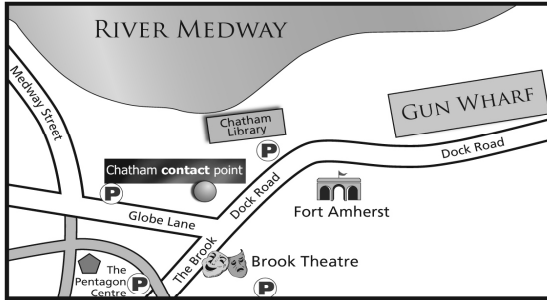 RIVER MEDWAY
Medway Street
Chatham
Library
GUN WHARF
P
Dock Road
Chatham contact point
P
Dock Road
Fort Amherst
Globe Lane
The Brook
Brook Theatre
The
Pentagon
Centre
P
P